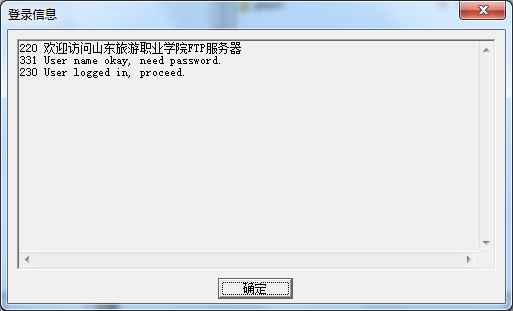 登录信息
220 欢迎访问山东旅游职业学院FTP服务器
331 User name okay, need password.
230 User logged in, proceed.
确定